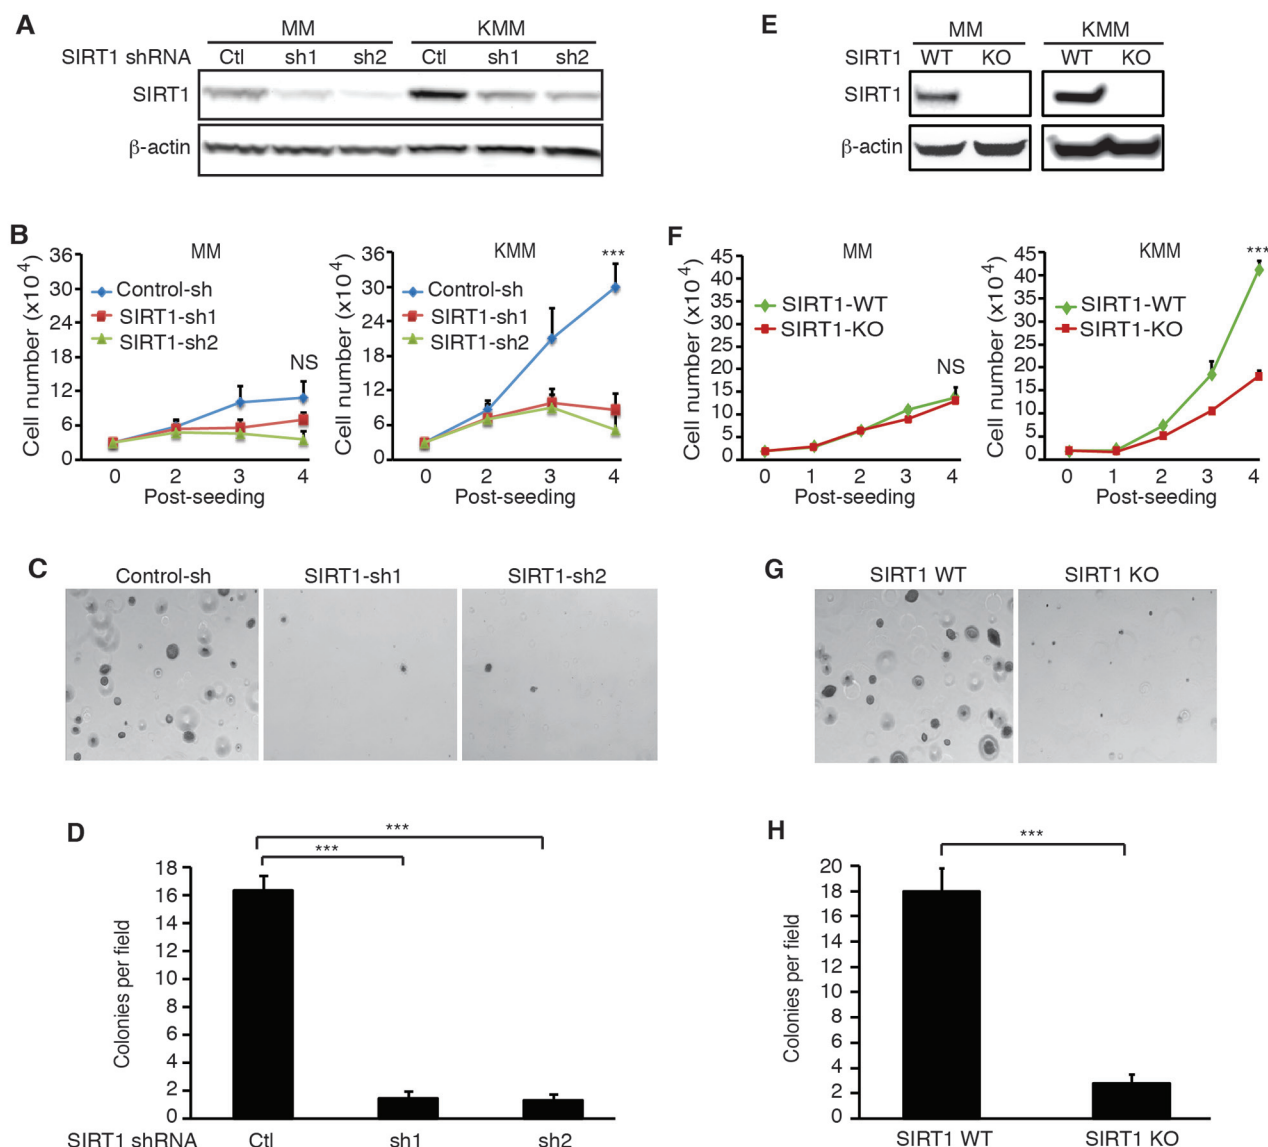 A
MM
KMM
SIRT1 shRNA Ctl sh1 sh2 Ctl sh1 sh2
SIRT1
β-actin
B
MM
Cell number (x10⁴)
36
30
24
18
12
6
0
Control-sh
SIRT1-sh1
SIRT1-sh2
NS
0 2 3 4
Post-seeding
KMM
Cell number (x10⁴)
36
30
24
18
12
6
0
Control-sh
SIRT1-sh1
SIRT1-sh2
***
0 2 3 4
Post-seeding
C
Control-sh SIRT1-sh1 SIRT1-sh2
D
***
***
Colonies per field
18
16
14
12
10
8
6
4
2
0
SIRT1 shRNA Ctl sh1 sh2
E
MM
KMM
SIRT1 WT KO WT KO
SIRT1
β-actin
F
MM
Cell number (x10⁴)
45
40
35
30
25
20
15
10
5
0
SIRT1-WT
SIRT1-KO
NS
0 1 2 3 4
Post-seeding
KMM
Cell number (x10⁴)
45
40
35
30
25
20
15
10
5
0
SIRT1-WT
SIRT1-KO
***
0 1 2 3 4
Post-seeding
G
SIRT1 WT SIRT1 KO
H
***
Colonies per field
20
18
16
14
12
10
8
6
4
2
0
SIRT1 WT SIRT1 KO